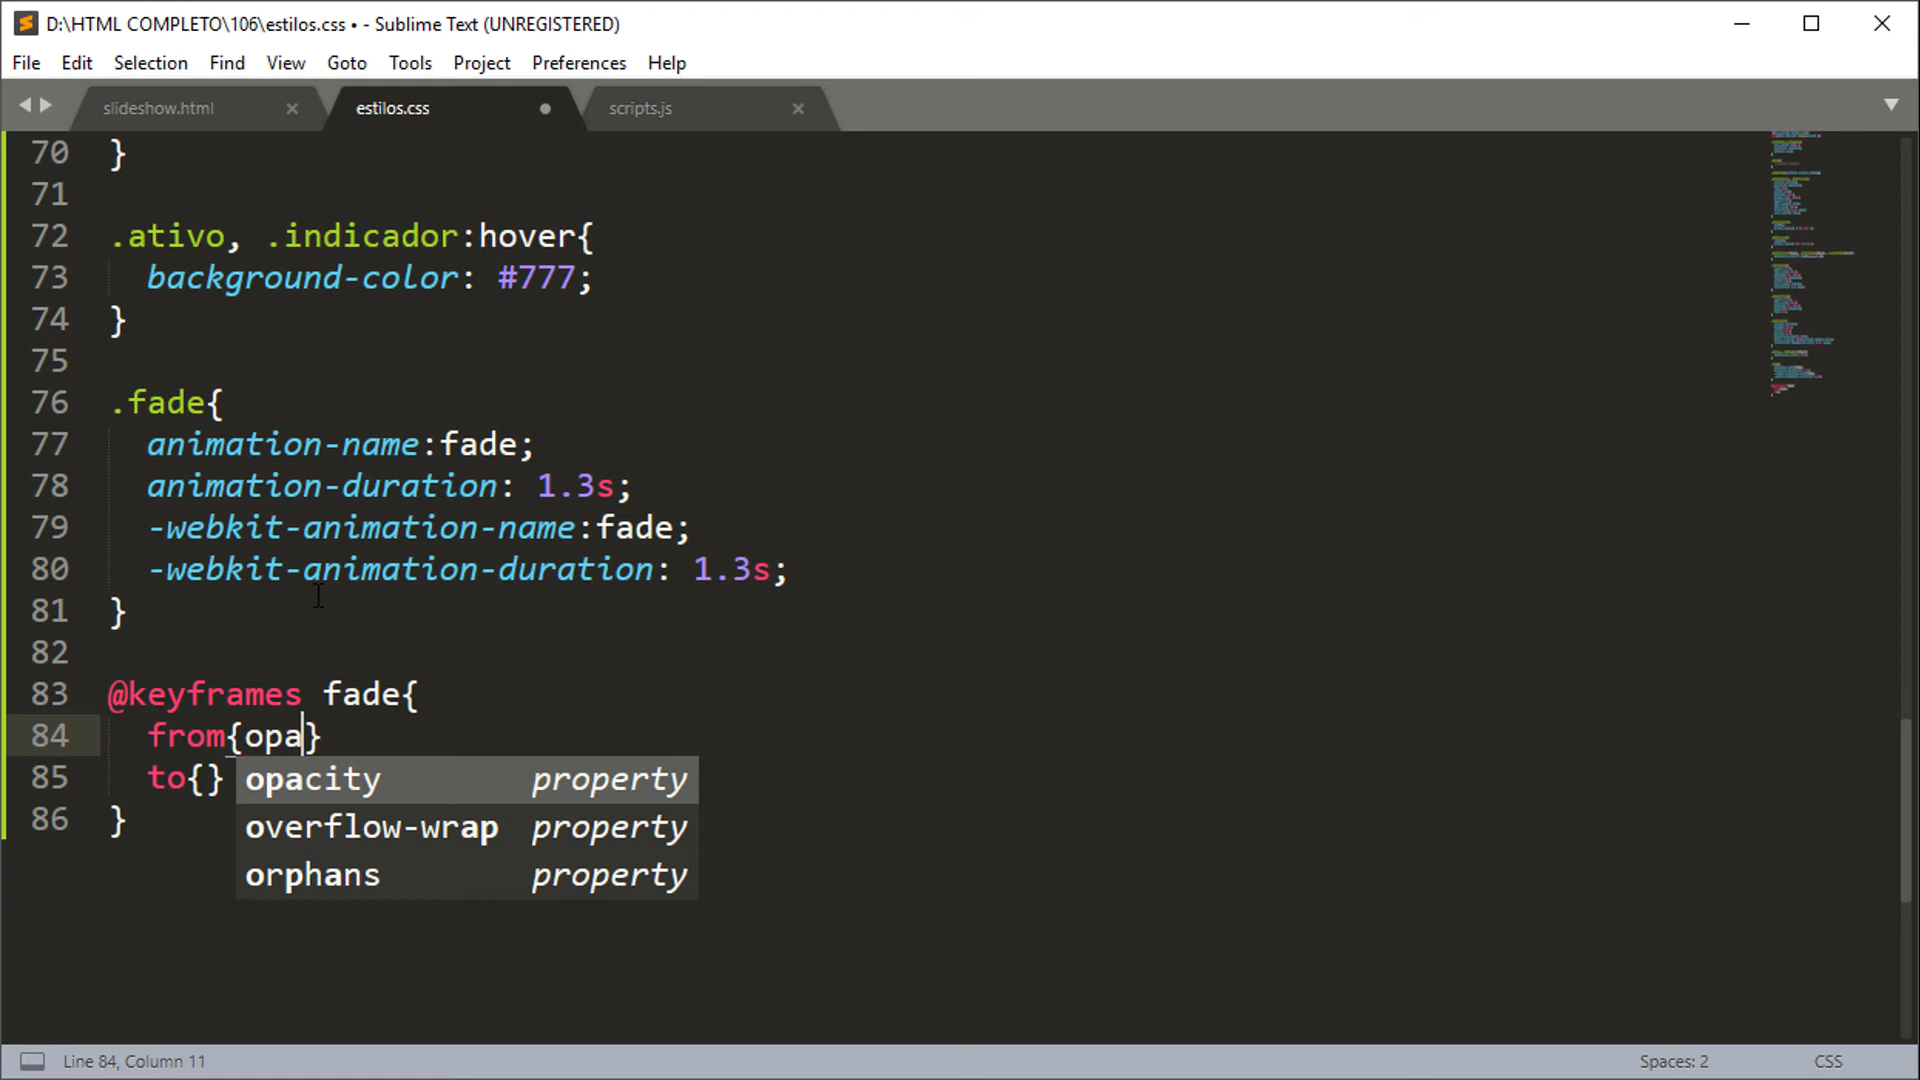 D:\HTML COMPLETO\106\estilos.css • - Sublime Text (UNREGISTERED)
File Edit Selection Find View Goto Tools Project Preferences Help
slideshow.html estilos.css scripts.js
70 }
71
72 .ativo, .indicador:hover{
73 background-color: #777;
74 }
75
76 .fade{
77 animation-name:fade;
78 animation-duration: 1.3s;
79 -webkit-animation-name:fade;
80 -webkit-animation-duration: 1.3s;
81 }
82
83 @keyframes fade{
84 from{opa}
85 to{}
opacity property
overflow-wrap property
orphans property
86 }
Line 84, Column 11 Spaces: 2 CSS